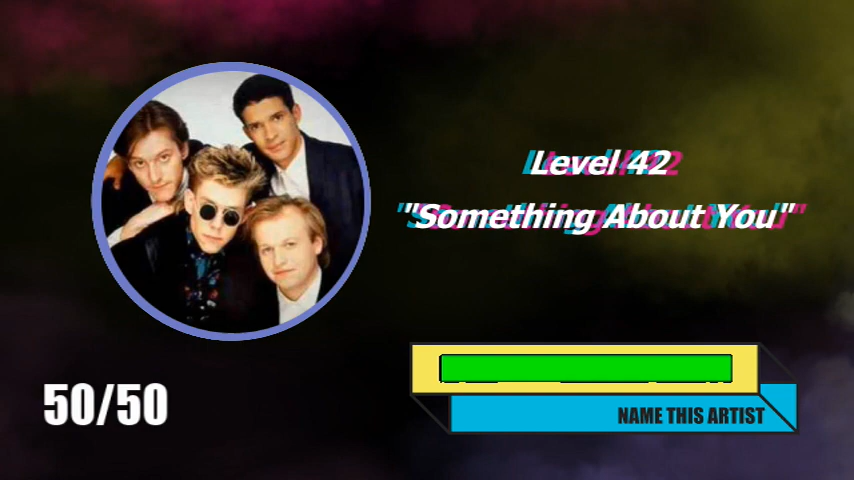 Level 42
"Something About You"
50/50
NAME THIS ARTIST